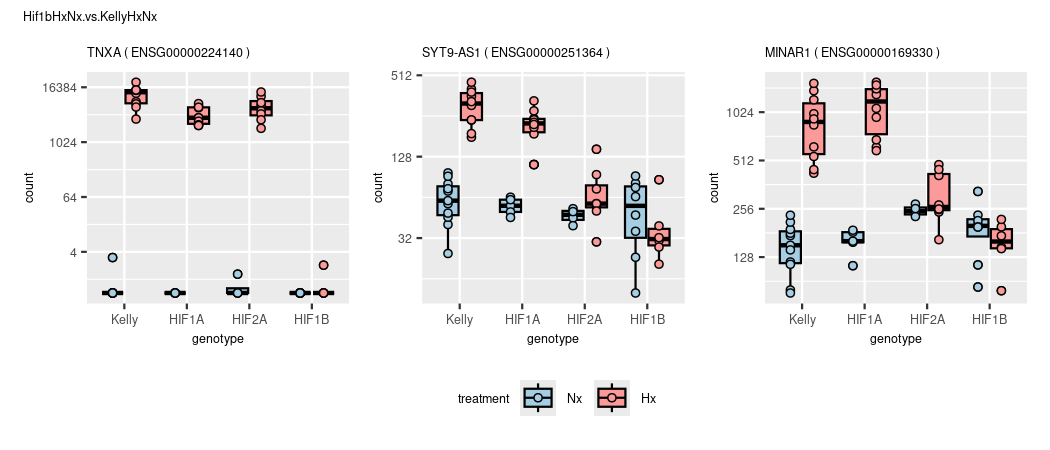 Hif1bHxNx.vs.KellyHxNx
TNXA ( ENSG00000224140 )
SYT9-AS1 ( ENSG00000251364 )
MINAR1 ( ENSG00000169330 )
16384
1024
64
4
count
Kelly HIF1A HIF2A HIF1B
genotype
512
128
32
count
Kelly HIF1A HIF2A HIF1B
genotype
1024
512
256
128
count
Kelly HIF1A HIF2A HIF1B
genotype
treatment Nx Hx